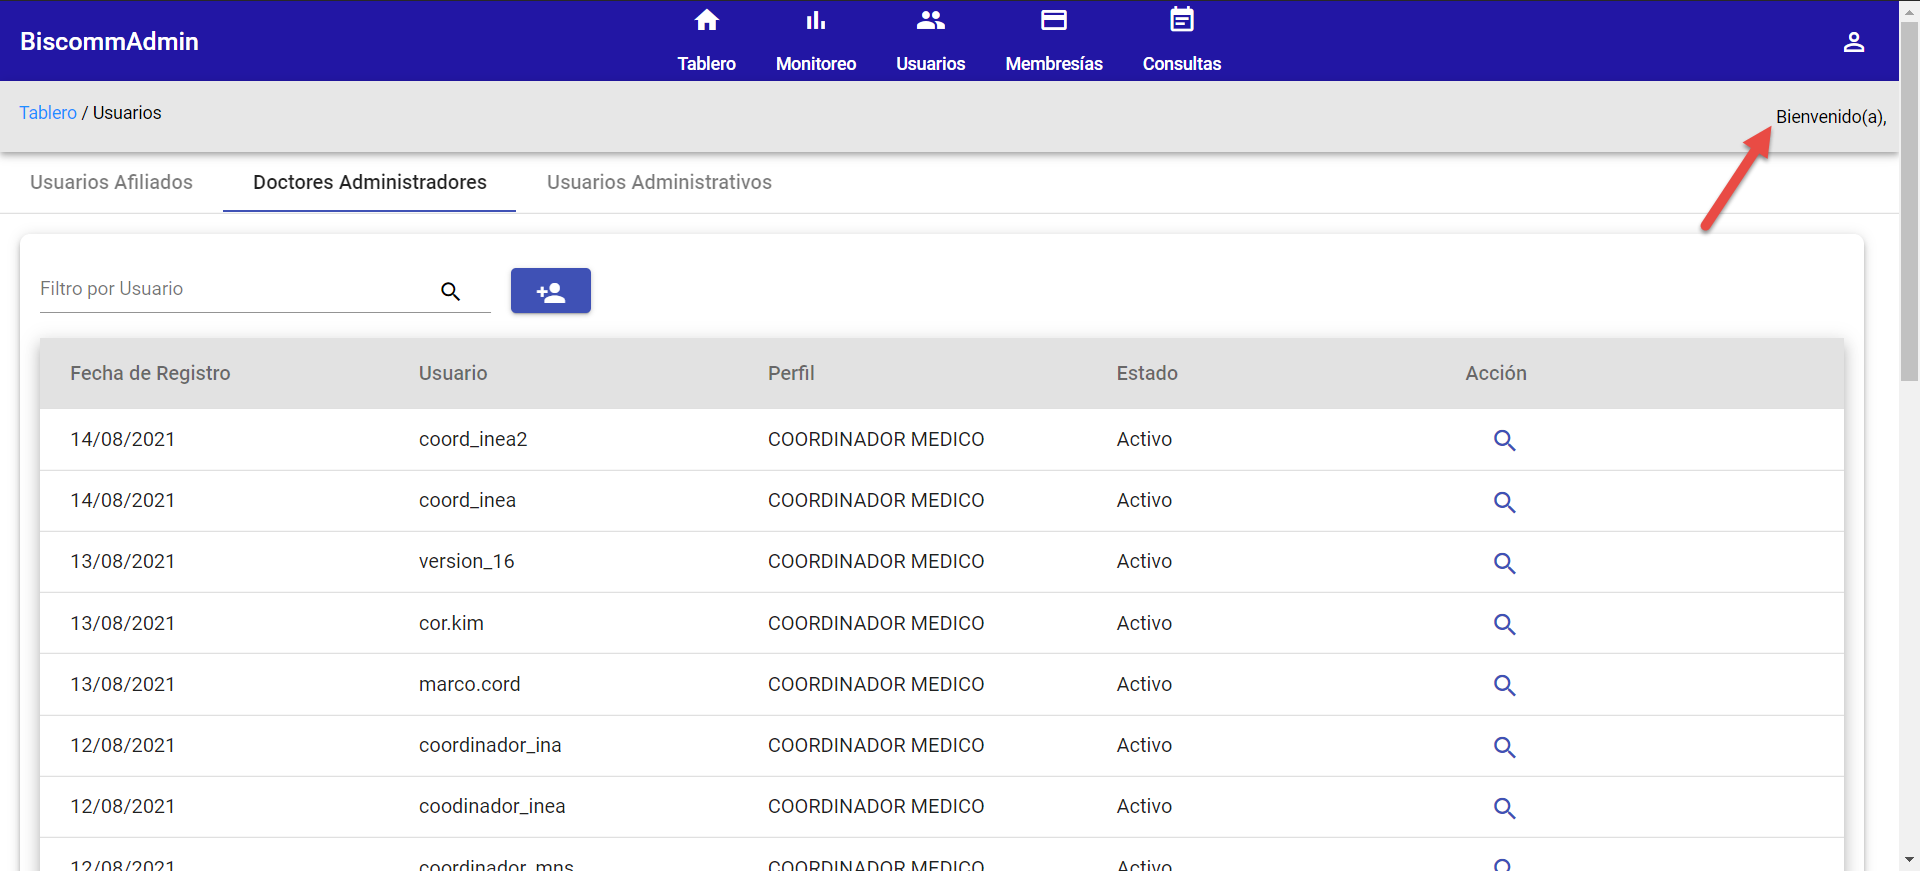 BiscommAdmin
Tablero Monitoreo Usuarios Membresías Consultas
Tablero / Usuarios
Bienvenido(a),
Usuarios Afiliados Doctores Administradores Usuarios Administrativos
Filtro por Usuario
Fecha de Registro Usuario Perfil Estado Acción
14/08/2021 coord_inea2 COORDINADOR MEDICO Activo
14/08/2021 coord_inea COORDINADOR MEDICO Activo
13/08/2021 version_16 COORDINADOR MEDICO Activo
13/08/2021 cor.kim COORDINADOR MEDICO Activo
13/08/2021 marco.cord COORDINADOR MEDICO Activo
12/08/2021 coordinador_ina COORDINADOR MEDICO Activo
12/08/2021 coodinador_inea COORDINADOR MEDICO Activo
12/08/2021 coordinador_mns COORDINADOR MEDICO Activo